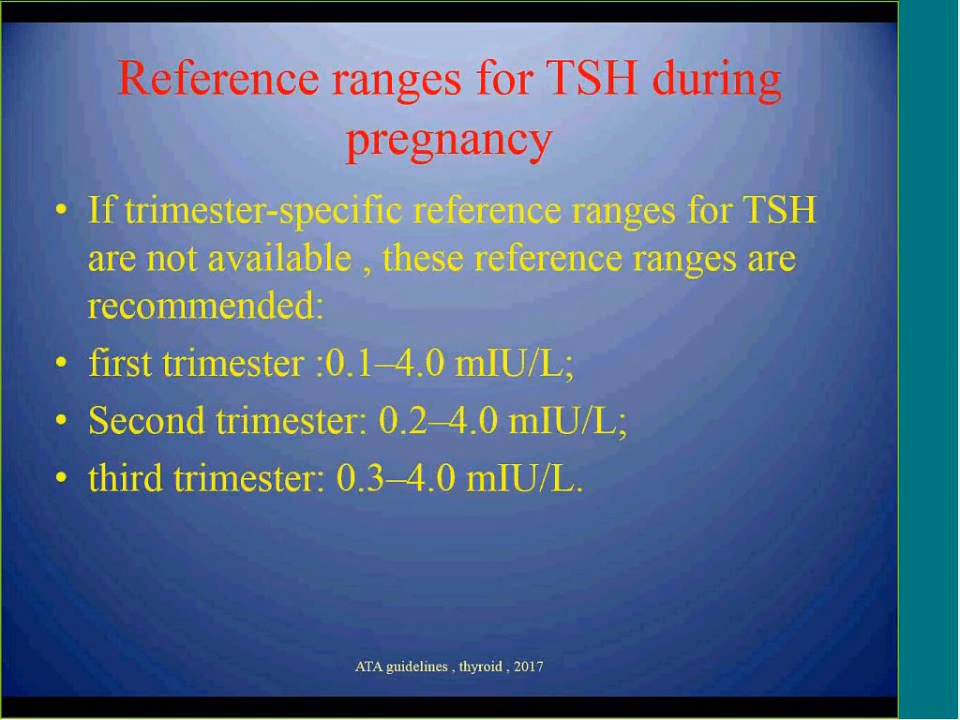 Reference ranges for TSH during
pregnancy
• If trimester-specific reference ranges for TSH
are not available , these reference ranges are
recommended:
• first trimester :0.1–4.0 mIU/L;
• Second trimester: 0.2–4.0 mIU/L;
• third trimester: 0.3–4.0 mIU/L.
ATA guidelines , thyroid , 2017